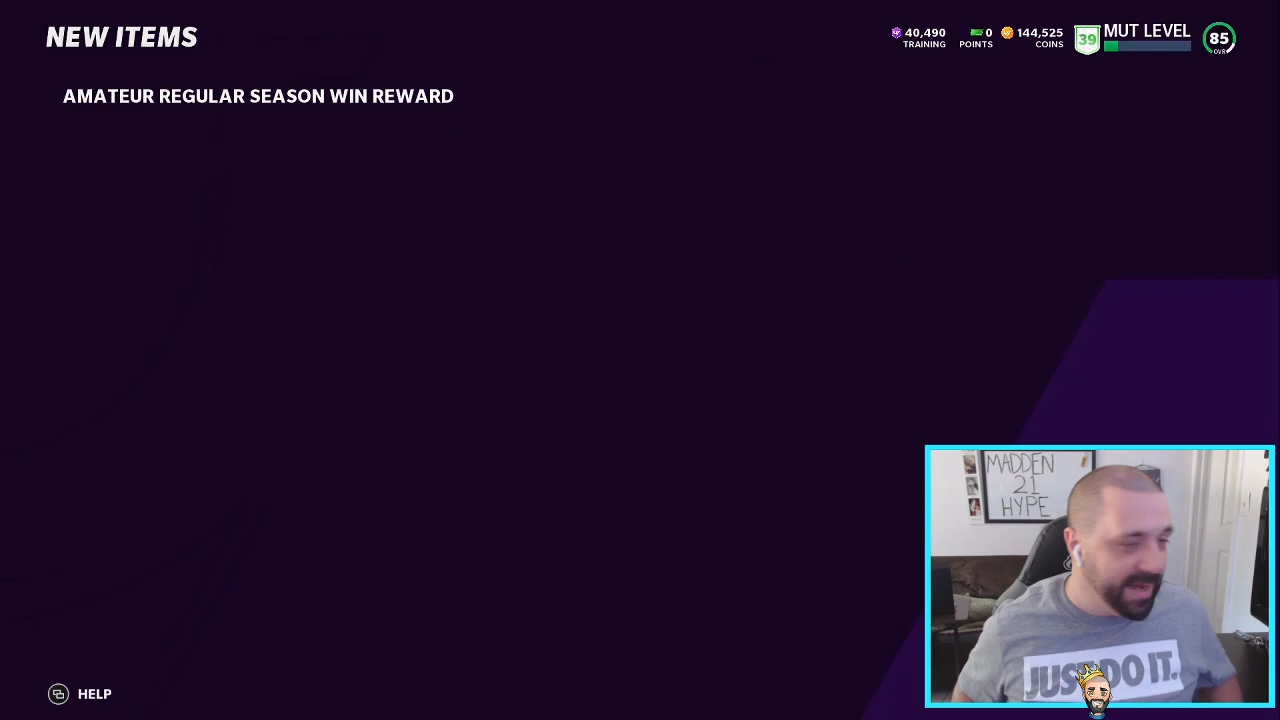 NEW ITEMS
40,490
TRAINING
0
POINTS
144,525
COINS
39
MUT LEVEL
85
OVR
AMATEUR REGULAR SEASON WIN REWARD
MADDEN
21
HYPE
JUST DO IT.
HELP